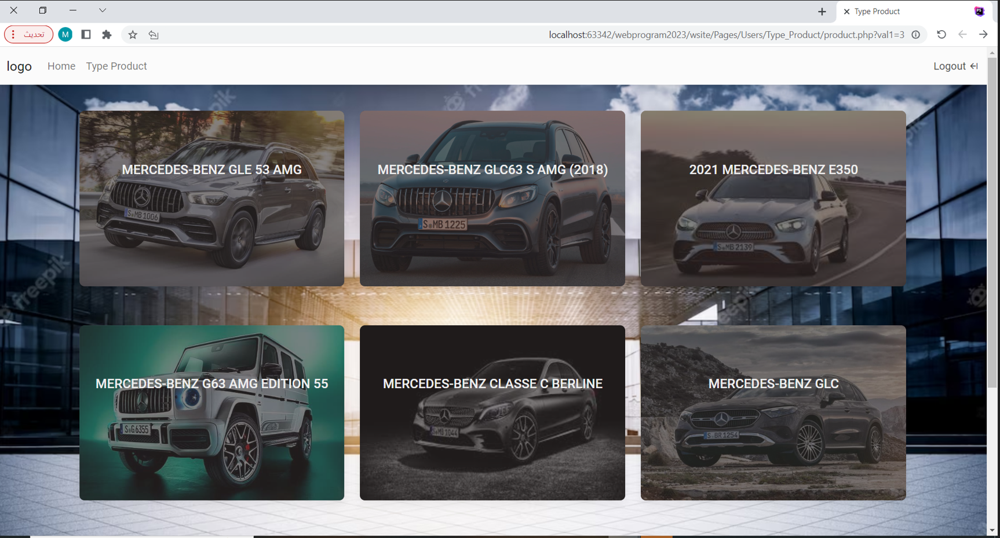 Type Product
تحديث
M
localhost:63342/webprogram2023/wsite/Pages/Users/Type_Product/product.php?val1=3
logo Home Type Product Logout
MERCEDES-BENZ GLE 53 AMG
S MB 1006
MERCEDES-BENZ GLC63 S AMG (2018)
S MB 1225
2021 MERCEDES-BENZ E350
S MB 2139
freepik
MERCEDES-BENZ G63 AMG EDITION 55
S G 6355
MERCEDES-BENZ CLASSE C BERLINE
S MB 1044
MERCEDES-BENZ GLC
S BR 1254